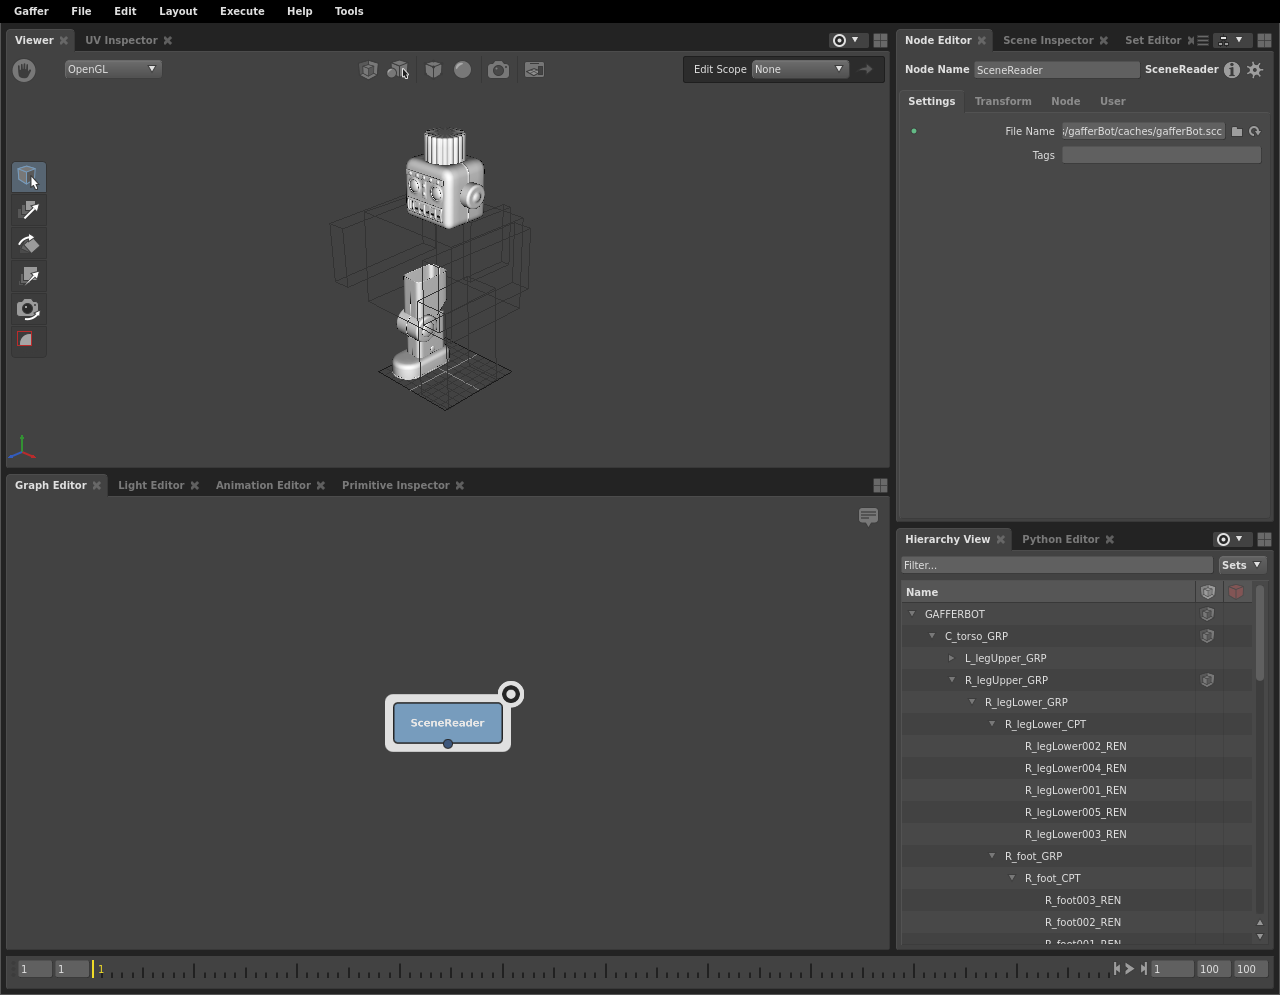 Gaffer File Edit Layout Execute Help Tools
Viewer UV Inspector
Node Editor Scene Inspector Set Editor
OpenGL
Edit Scope None
Node Name SceneReader SceneReader
Settings Transform Node User
File Name /gafferBot/caches/gafferBot.scc
Tags
Graph Editor Light Editor Animation Editor Primitive Inspector
SceneReader
Hierarchy View Python Editor
Filter... Sets
Name
GAFFERBOT
C_torso_GRP
L_legUpper_GRP
R_legUpper_GRP
R_legLower_GRP
R_legLower_CPT
R_legLower002_REN
R_legLower004_REN
R_legLower001_REN
R_legLower005_REN
R_legLower003_REN
R_foot_GRP
R_foot_CPT
R_foot003_REN
R_foot002_REN
R_foot001_REN
1 1 1 1 100 100